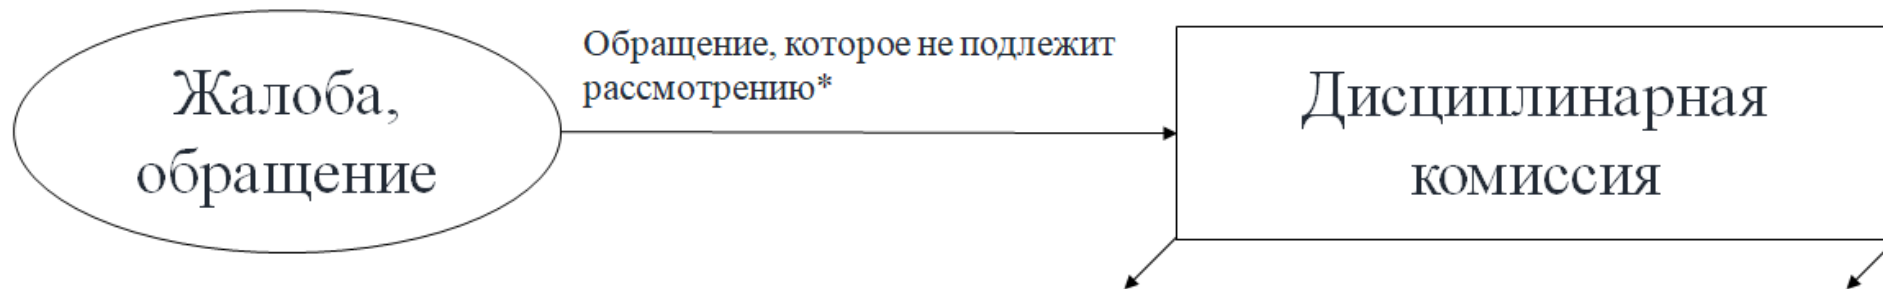 Жалоба,
обращение
Обращение, которое не подлежит
рассмотрению*
Дисциплинарная
комиссия